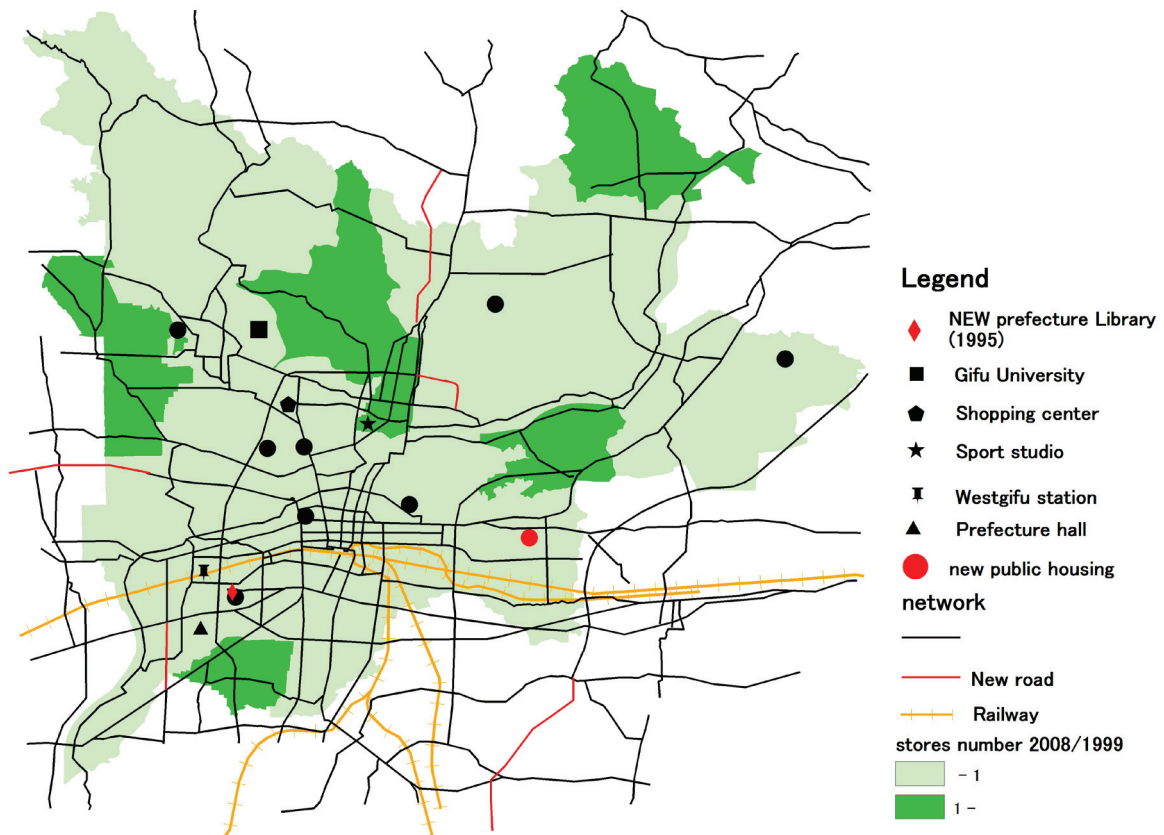 Legend
NEW prefecture Library
(1995)
Gifu University
Shopping center
Sport studio
Westgifu station
Prefecture hall
new public housing
network
New road
Railway
stores number 2008/1999
- 1
1 -